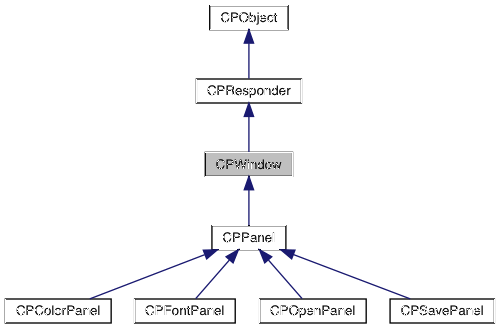 CPObject
CPResponder
CPWindow
CPPanel
CPColorPanel
CPFontPanel
CPOpenPanel
CPSavePanel